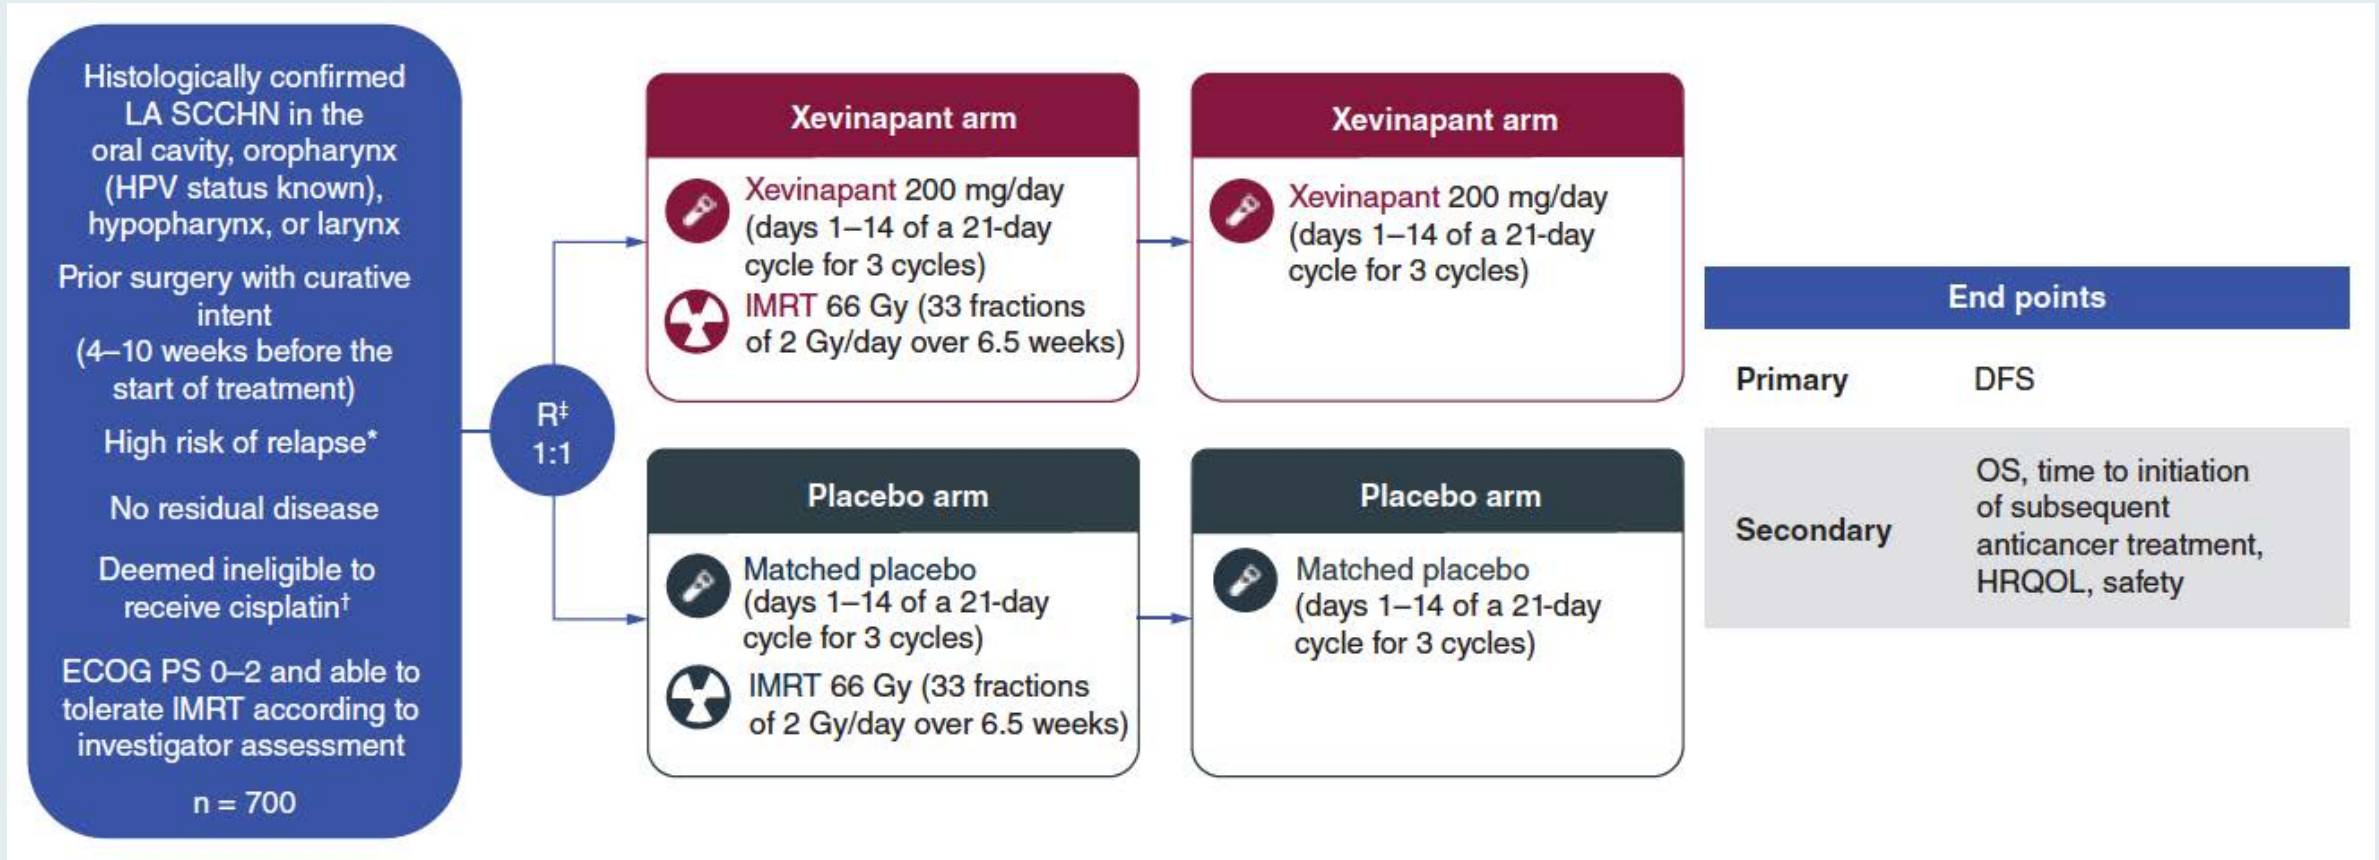 Histologically confirmed
LA SCCHN in the
oral cavity, oropharynx
(HPV status known),
hypopharynx, or larynx
Prior surgery with curative
intent
(4–10 weeks before the
start of treatment)
High risk of relapse*
No residual disease
Deemed ineligible to
receive cisplatin†
ECOG PS 0–2 and able to
tolerate IMRT according to
investigator assessment
n = 700
R‡
1:1
Xevinapant arm
Xevinapant 200 mg/day
(days 1–14 of a 21-day
cycle for 3 cycles)
IMRT 66 Gy (33 fractions
of 2 Gy/day over 6.5 weeks)
Xevinapant arm
Xevinapant 200 mg/day
(days 1–14 of a 21-day
cycle for 3 cycles)
Placebo arm
Matched placebo
(days 1–14 of a 21-day
cycle for 3 cycles)
IMRT 66 Gy (33 fractions
of 2 Gy/day over 6.5 weeks)
Placebo arm
Matched placebo
(days 1–14 of a 21-day
cycle for 3 cycles)
End points
Primary DFS
Secondary
OS, time to initiation
of subsequent
anticancer treatment,
HRQOL, safety